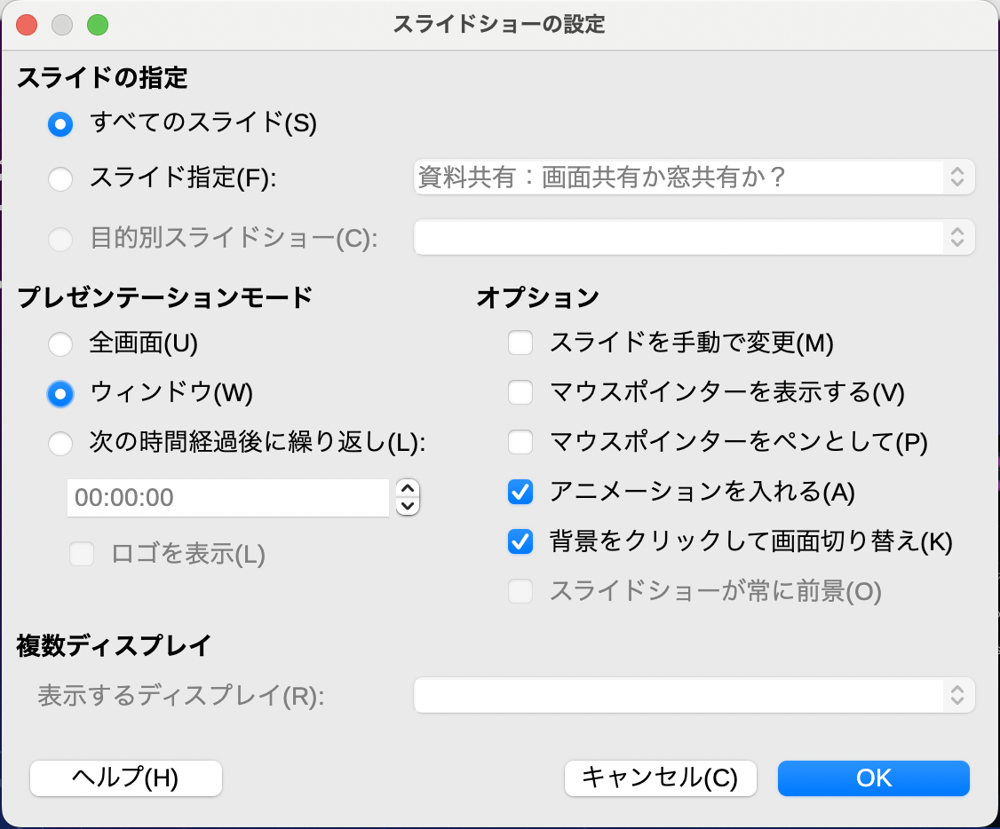 スライドショーの設定
スライドの指定
すべてのスライド(S)
スライド指定(F):
資料共有：画面共有か窓共有か？
目的別スライドショー(C):
プレゼンテーションモード
全画面(U)
ウィンドウ(W)
次の時間経過後に繰り返し(L):
00:00:00
ロゴを表示(L)
オプション
スライドを手動で変更(M)
マウスポインターを表示する(V)
マウスポインターをペンとして(P)
アニメーションを入れる(A)
背景をクリックして画面切り替え(K)
スライドショーが常に前景(O)
複数ディスプレイ
表示するディスプレイ(R):
ヘルプ(H)
キャンセル(C)
OK